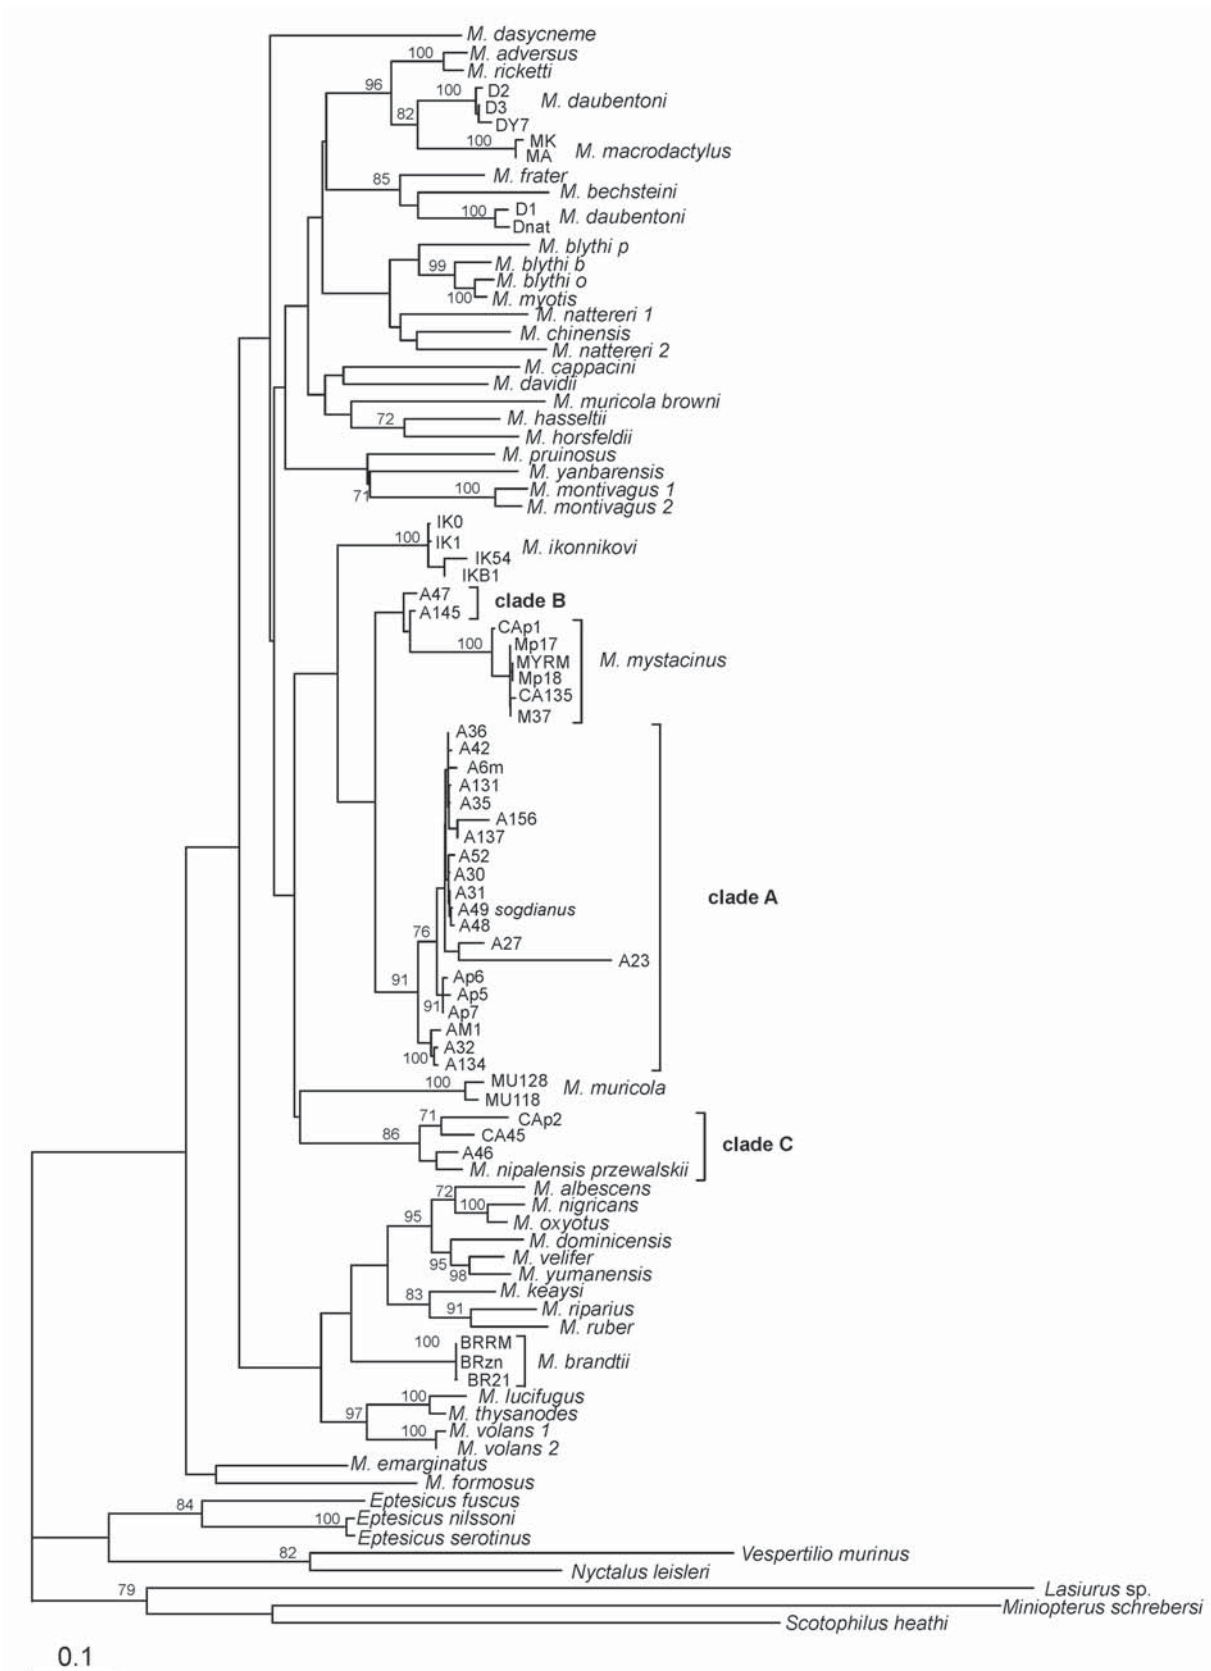 M. dasycneme
100 M. adversus
M. ricketti
96
100 D2
D3 M. daubentoni
82
DY7
100 MK
MA M. macrodactylus
M. frater
85
M. bechsteini
100 D1
Dnat M. daubentoni
M. blythi p
99 M. blythi b
M. blythi o
100 M. myotis
M. nattereri 1
M. chinensis
M. nattereri 2
M. cappacini
M. davidii
M. muricola browni
72 M. hasseltii
M. horsfeldii
M. pruinosus
M. yanbarensis
71
100 M. montivagus 1
M. montivagus 2
IK0
100 IK1 M. ikonnikovi
IK54
IKB1
A47
A145 clade B
CAp1
100 Mp17
MYRM M. mystacinus
Mp18
CA135
M37
A36
A42
A6m
A131
A35
A156
A137
A52
A30
A31
A49 sogdianus
A48
clade A
76
A27
A23
91
Ap6
Ap5
91
Ap7
AM1
A32
100
A134
100 MU128
MU118 M. muricola
71 CAp2
86 CA45
A46
M. nipalensis przewalskii
clade C
72 M. albescens
100 M. nigricans
95 M. oxyotus
M. dominicensis
95 M. velifer
98 M. yumanensis
M. keaysi
83
91 M. riparius
M. ruber
100 BRRM
BRzn M. brandtii
BR21
100 M. lucifugus
97 M. thysanodes
100 M. volans 1
M. volans 2
M. emarginatus
M. formosus
84 Eptesicus fuscus
100 Eptesicus nilssoni
Eptesicus serotinus
82 Vespertilio murinus
Nyctalus leisleri
79 Lasiurus sp.
Miniopterus schrebersi
Scotophilus heathi
0.1